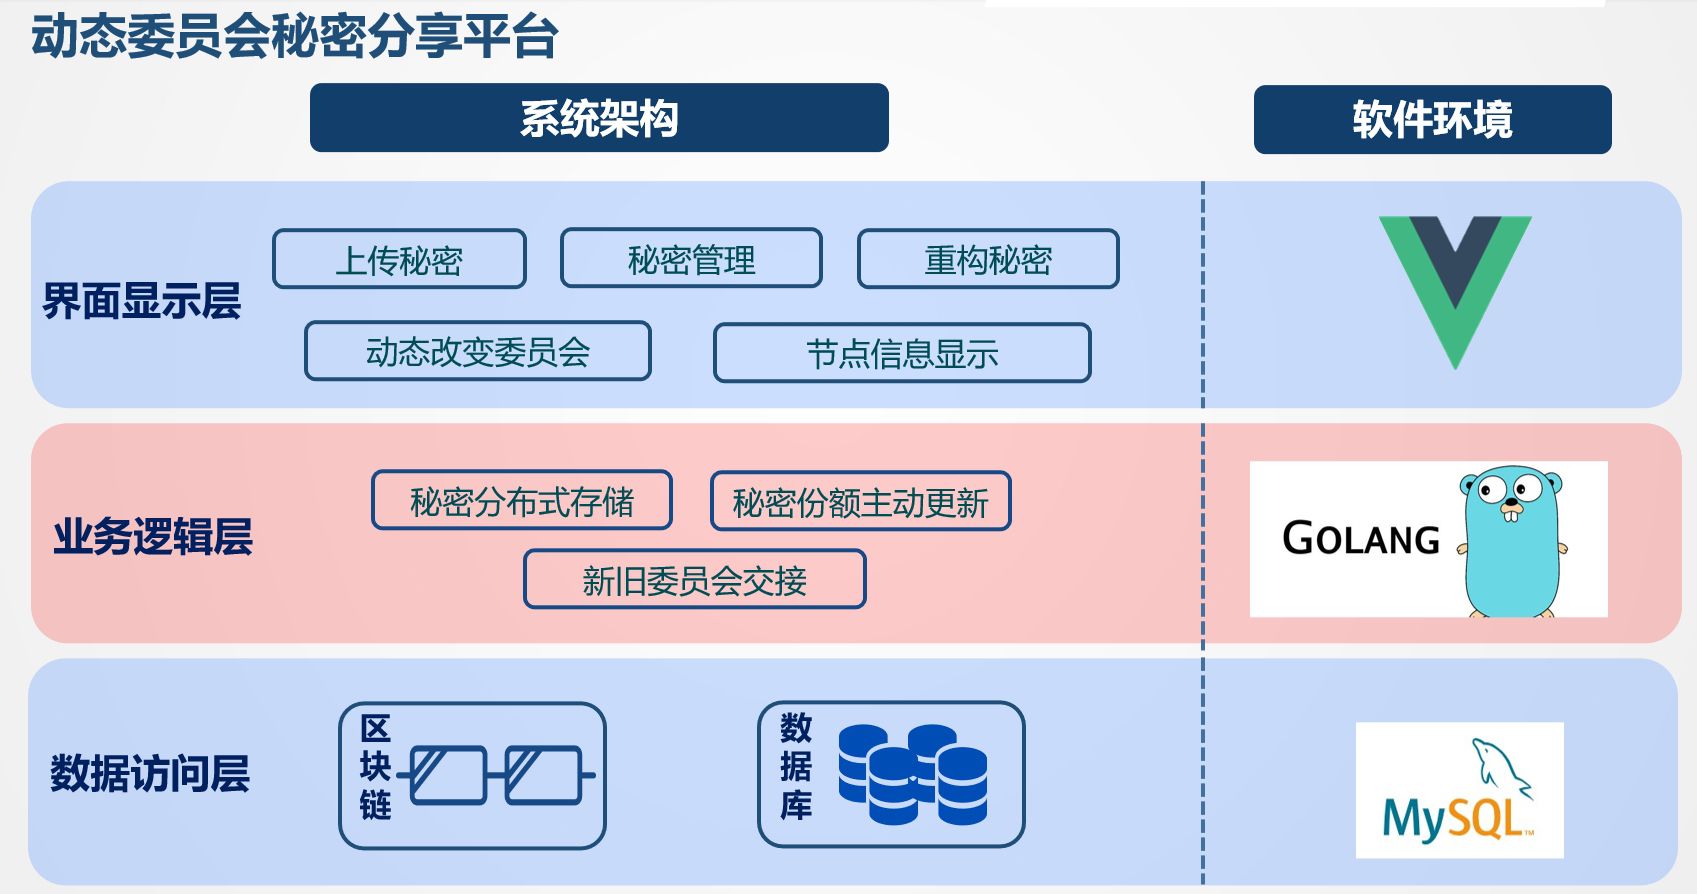 动态委员会秘密分享平台
系统架构
软件环境
界面显示层
上传秘密
秘密管理
重构秘密
动态改变委员会
节点信息显示
业务逻辑层
秘密分布式存储
秘密份额主动更新
新旧委员会交接
GOLANG
数据访问层
区块链
数据库
MySQL™